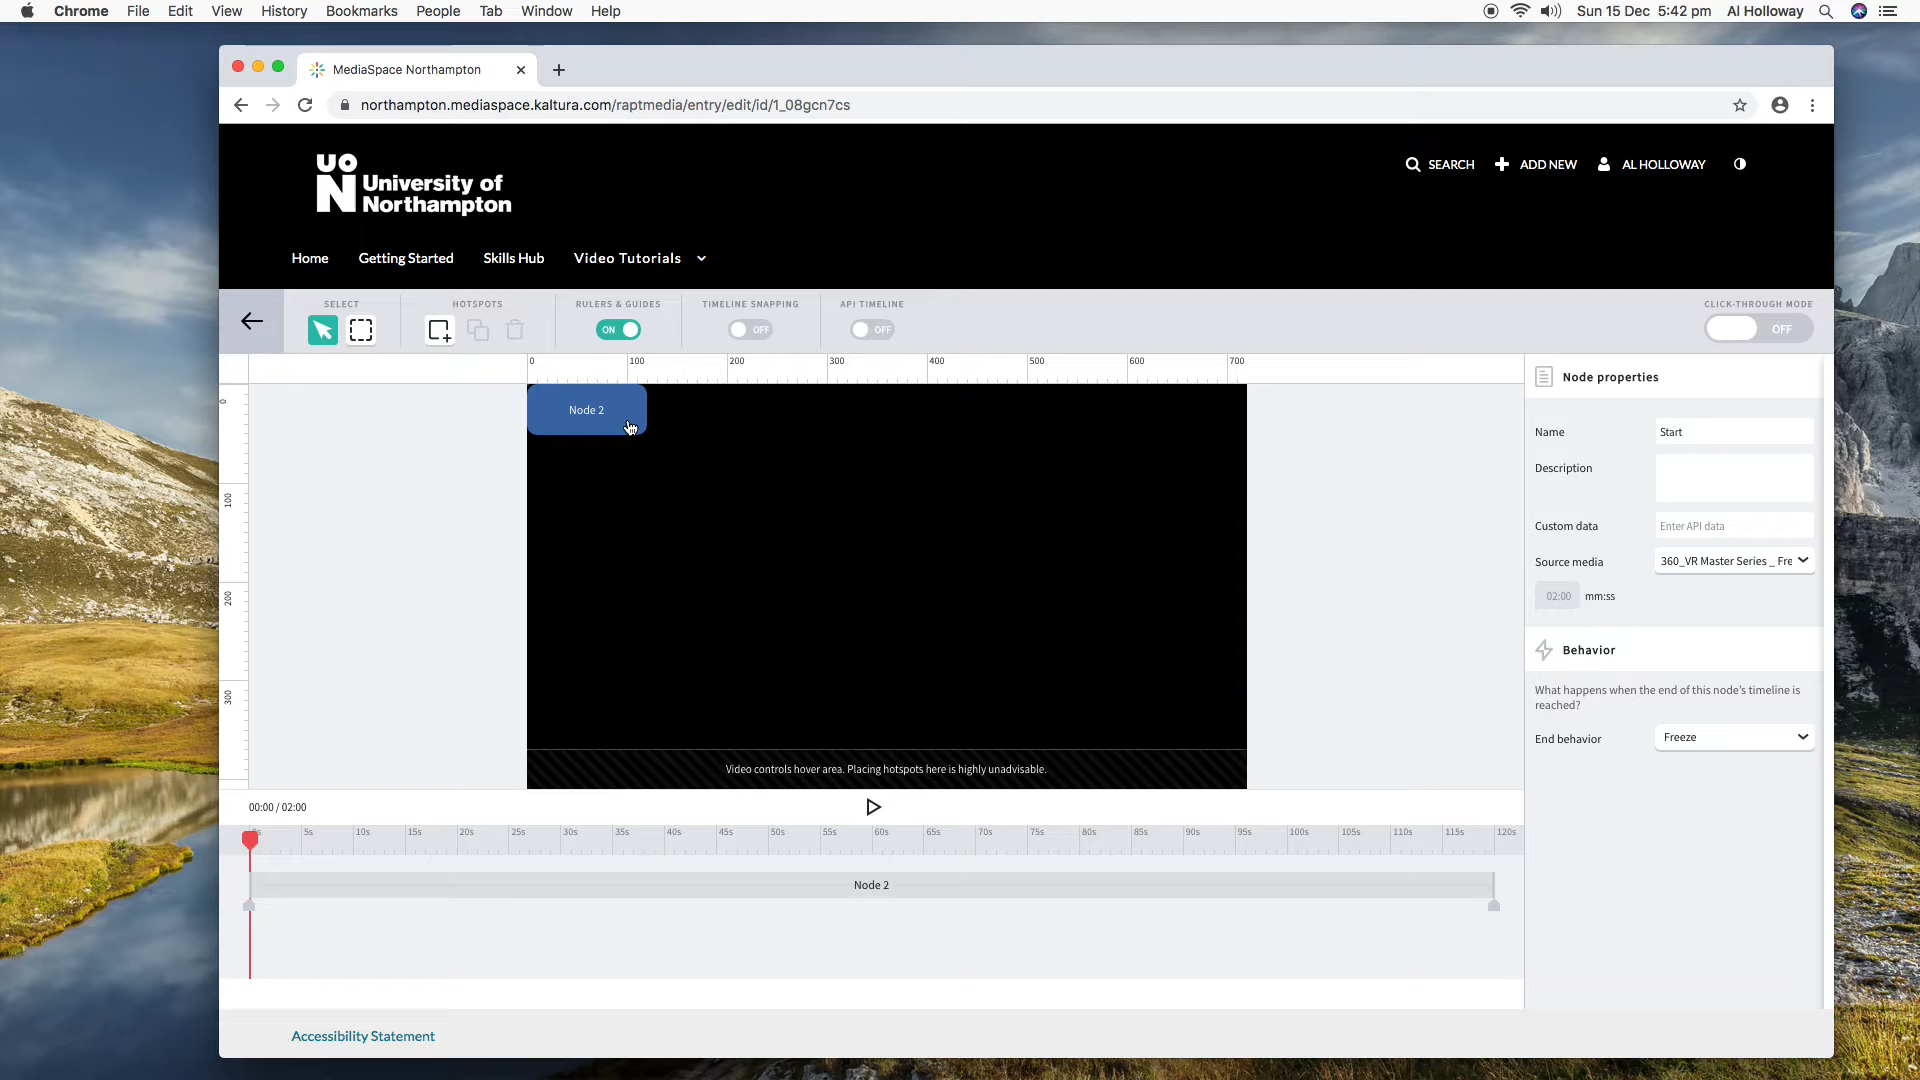 Chrome File Edit View History Bookmarks People Tab Window Help Sun 15 Dec 5:42 pm Al Holloway
MediaSpace Northampton
northampton.mediaspace.kaltura.com/raptmedia/entry/edit/id/1_08gcn7cs
UO
N University of
Northampton
SEARCH ADD NEW AL HOLLOWAY
Home Getting Started Skills Hub Video Tutorials
SELECT HOTSPOTS RULERS & GUIDES TIMELINE SNAPPING API TIMELINE CLICK-THROUGH MODE
ON OFF OFF OFF
0 100 200 300 400 500 600 700
0
100
200
300
Node 2
Video controls hover area. Placing hotspots here is highly unadvisable.
Node properties
Name Start
Description
Custom data Enter API data
Source media 360_VR Master Series _ Fre
02:00 mm:ss
Behavior
What happens when the end of this node's timeline is
reached?
End behavior Freeze
00:00 / 02:00
5s 10s 15s 20s 25s 30s 35s 40s 45s 50s 55s 60s 65s 70s 75s 80s 85s 90s 95s 100s 105s 110s 115s 120s
Node 2
Accessibility Statement